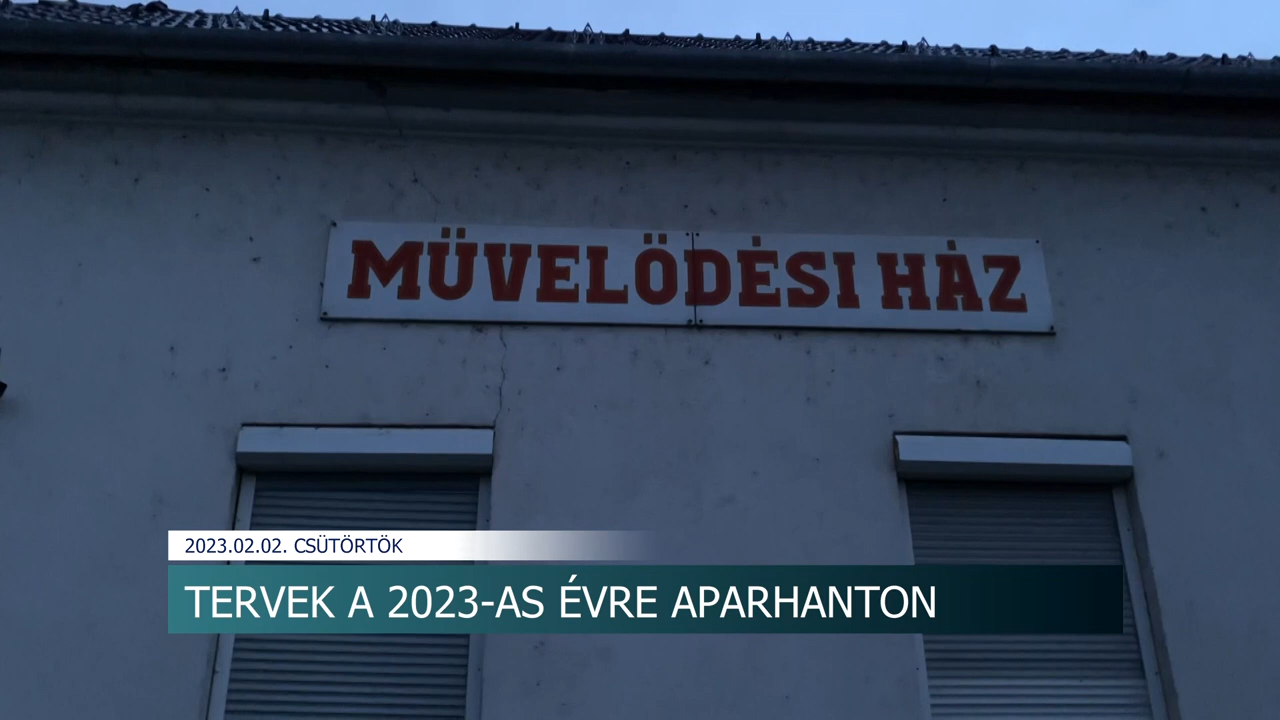 MÜVELÖDÉSI HÁZ
2023.02.02. CSÜTÖRTÖK
TERVEK A 2023-AS ÉVRE APARHANTON